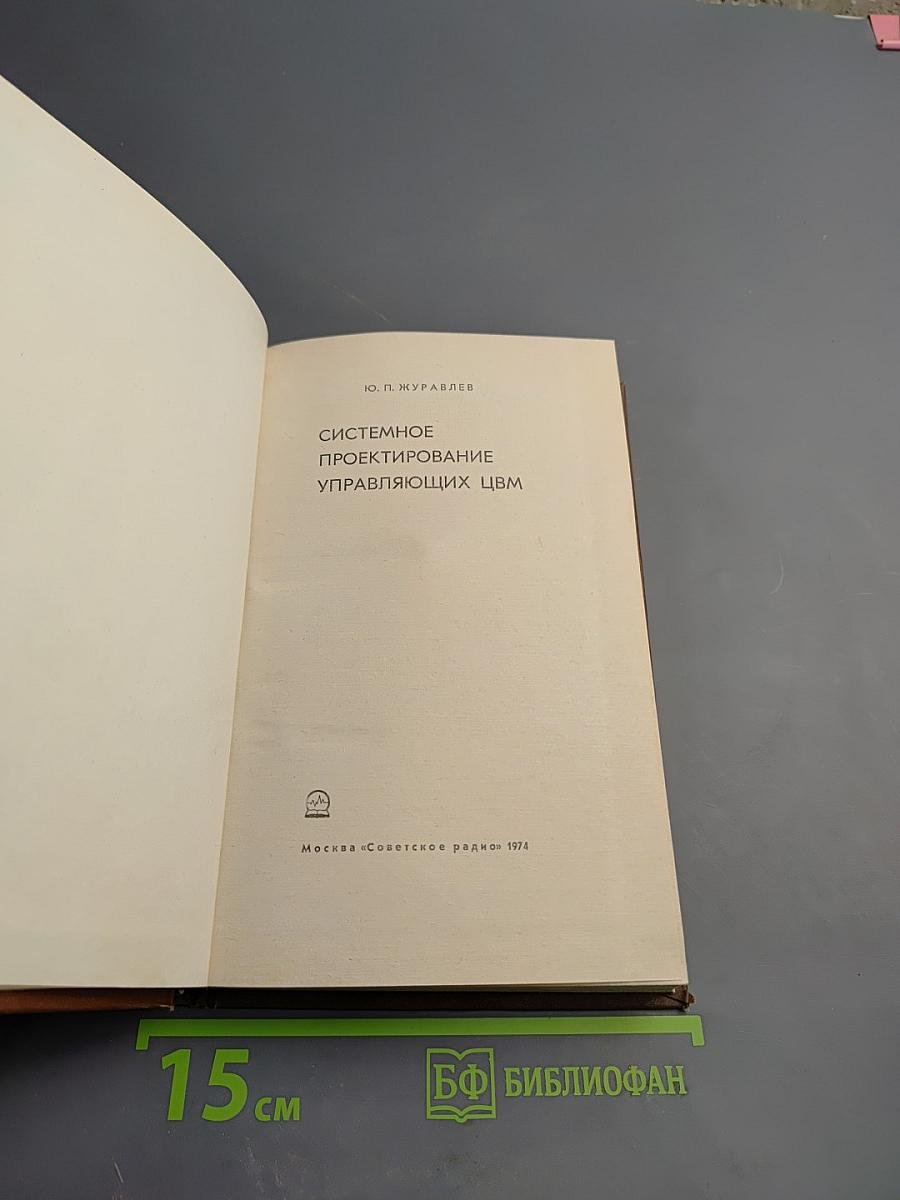 Ю. П. ЖУРАВЛЕВ
СИСТЕМНОЕ
ПРОЕКТИРОВАНИЕ
УПРАВЛЯЮЩИХ ЦВМ
Москва «Советское радио» 1974
15 см
БФ БИБЛИОФАН